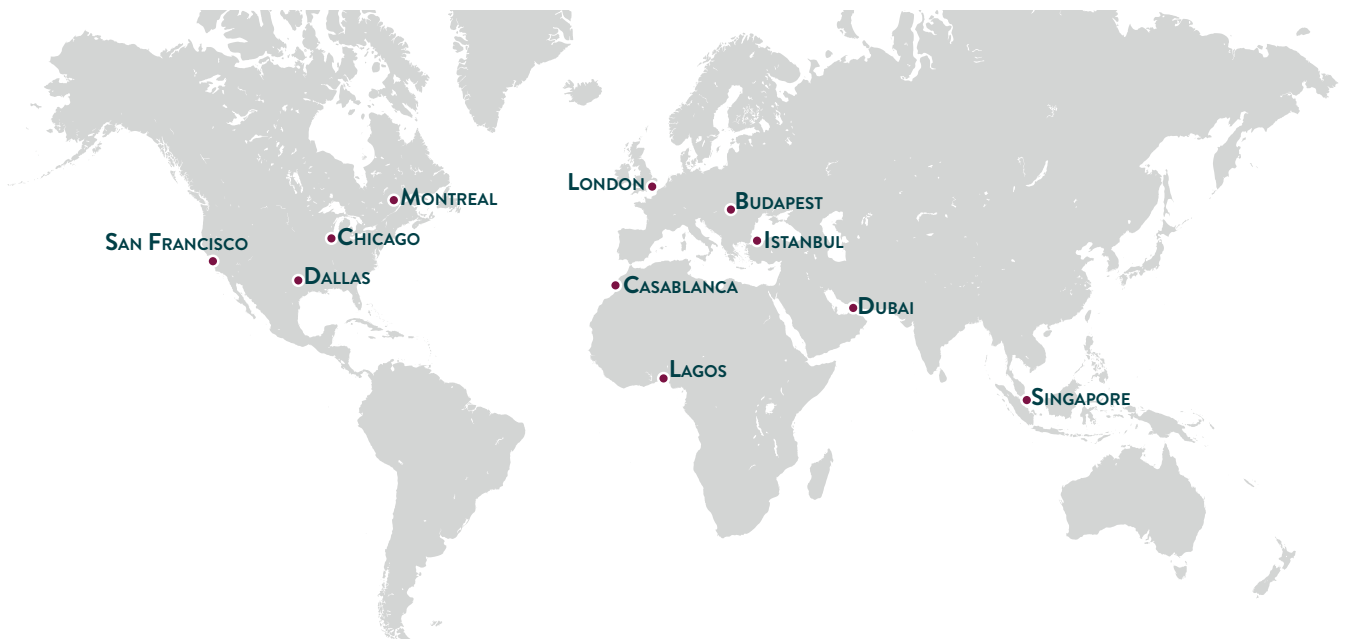 London
Montreal
Budapest
San Francisco
Chicago
Istanbul
Dallas
Casablanca
Dubai
Lagos
Singapore